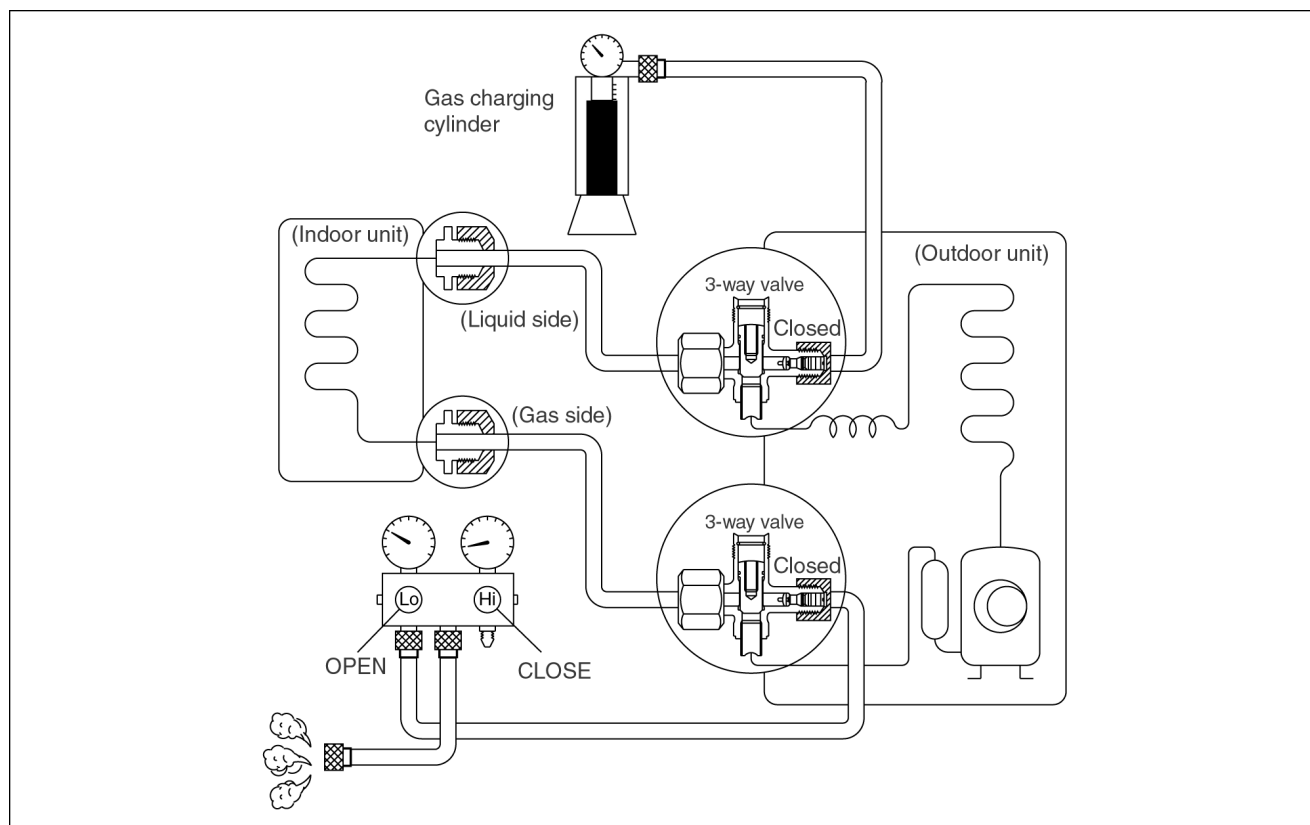 Gas charging
cylinder
(Indoor unit)
(Outdoor unit)
3-way valve
(Liquid side)
Closed
(Gas side)
3-way valve
Closed
Lo
Hi
OPEN
CLOSE